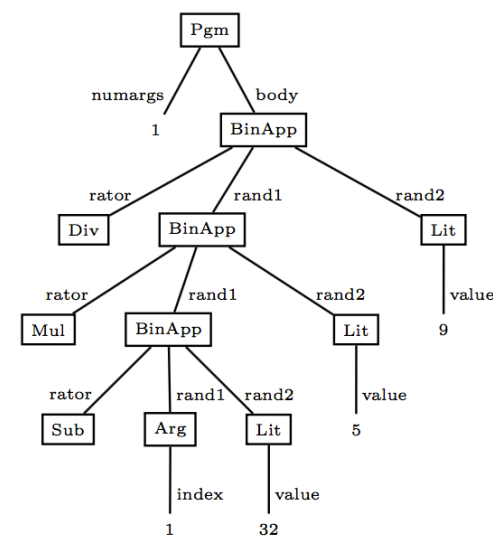 Pgm
numargs body
1
BinApp
rator rand1 rand2
Div BinApp Lit
rator rand1 rand2 value
Mul BinApp Lit 9
rator rand1 rand2 value
Sub Arg Lit 5
index value
1 32